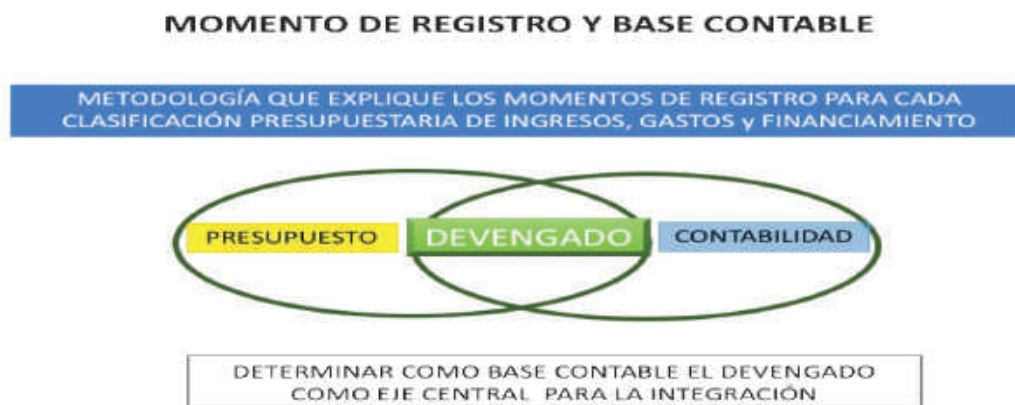 MOMENTO DE REGISTRO Y BASE CONTABLE
METODOLOGÍA QUE EXPLIQUE LOS MOMENTOS DE REGISTRO PARA CADA
CLASIFICACIÓN PRESUPUESTARIA DE INGRESOS, GASTOS y FINANCIAMIENTO
PRESUPUESTO DEVENGADO CONTABILIDAD
DETERMINAR COMO BASE CONTABLE EL DEVENGADO
COMO EJE CENTRAL PARA LA INTEGRACIÓN